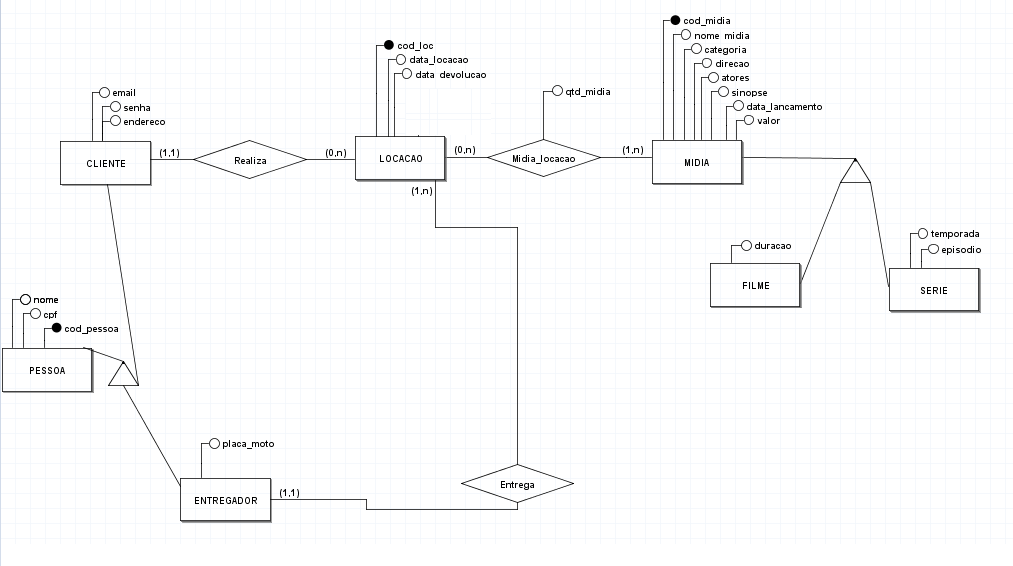 cod_midia
nome midia
categoria
direcao
atores
sinopse
data_lancamento
valor
cod_loc
data_locacao
data devolucao
qtd_midia
email
senha
endereco
CLIENTE
(1,1)
Realiza
(0,n)
LOCACAO
(0,n)
Midia_locacao
(1,n)
MIDIA
(1,n)
duracao
FILME
temporada
episodio
SERIE
nome
cpf
cod_pessoa
PESSOA
placa_moto
ENTREGADOR
(1,1)
Entrega